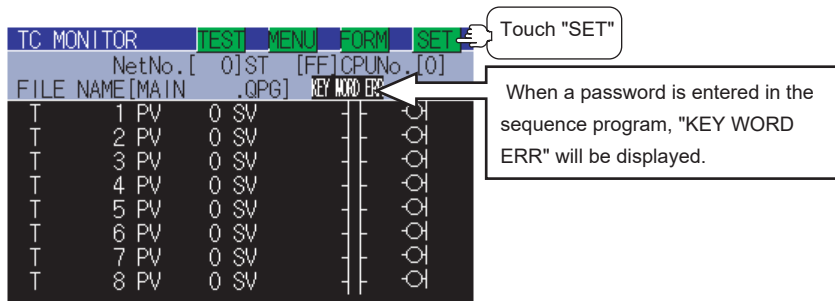 TC MONITOR TEST MENU FORM SET
Touch "SET"
NetNo.[ 0]ST [FF]CPUNo.[0]
FILE NAME[MAIN .QPG] KEY WORD ERR
When a password is entered in the
sequence program, "KEY WORD
ERR" will be displayed.
T 1 PV 0 SV
T 2 PV 0 SV
T 3 PV 0 SV
T 4 PV 0 SV
T 5 PV 0 SV
T 6 PV 0 SV
T 7 PV 0 SV
T 8 PV 0 SV